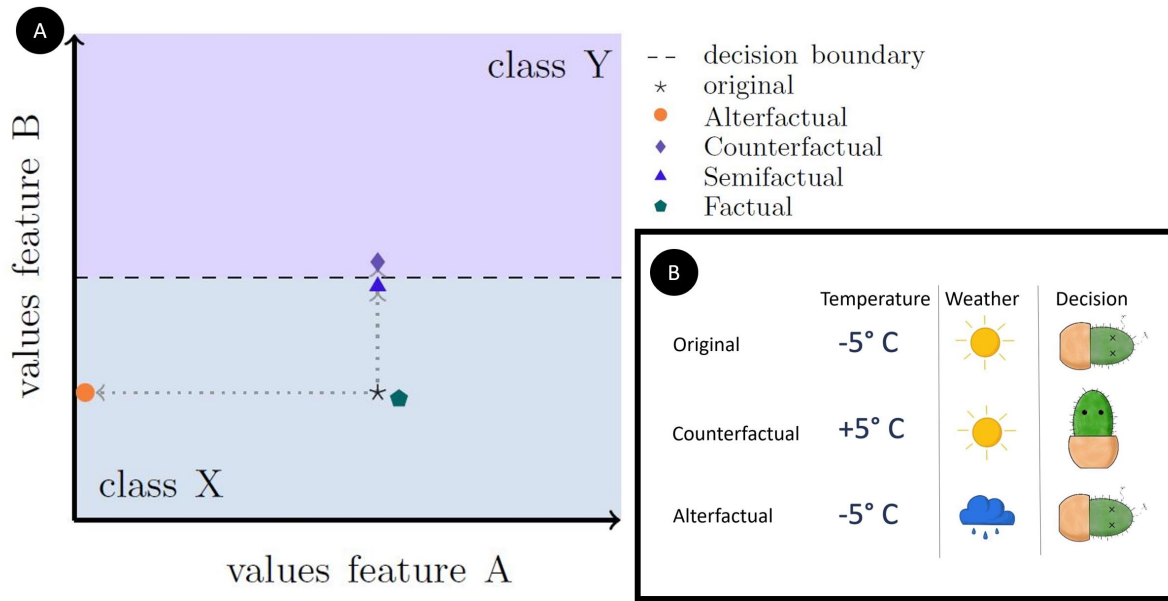 A
class Y
values feature B
class X
values feature A
decision boundary
original
Alterfactual
Counterfactual
Semifactual
Factual
B
Temperature Weather Decision
Original -5° C
Counterfactual +5° C
Alterfactual -5° C